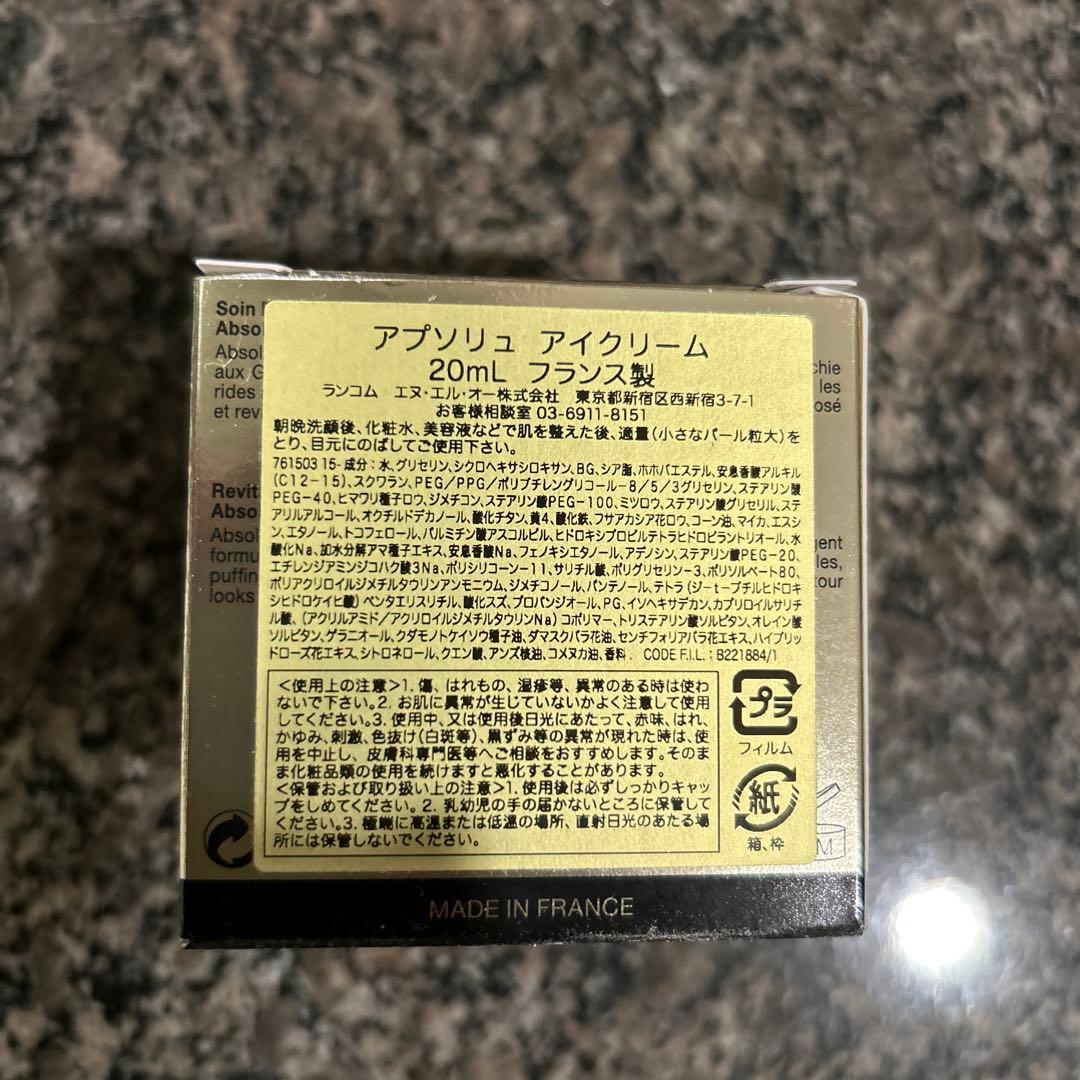 Soin
Abso
Absol
aux G
rides
et rev
chie
les
osé
Revit
Abso
Absol
formu
puffin
looks
gent
les,
tour
アプソリュ アイクリーム
20mL フランス製
ランコム エヌ・エル・オー株式会社 東京都新宿区西新宿3-7-1
お客様相談室 03-6911-8151
朝晩洗顔後、化粧水、美容液などで肌を整えた後、適量(小さなパール粒大)を
とり、目元にのばしてご使用下さい。
761503 15- 成分：水、グリセリン、シクロヘキサシロキサン、BG、シア脂、ホホバエステル、安息香酸アルキル
(C12-15)、スクワラン、PEG/PPG/ポリブチレングリコール-8/5/3グリセリン、ステアリン酸
PEG-40、ヒマワリ種子ロウ、ジメチコン、ステアリン酸PEG-100、ミツロウ、ステアリン酸グリセリル、ステ
アリルアルコール、オクチルドデカノール、酸化チタン、黄4、酸化鉄、フサアカシア花ロウ、コーン油、マイカ、エスシ
ン、エタノール、トコフェロール、パルミチン酸アスコルビル、ヒドロキシプロピルテトラヒドロピラントリオール、水
酸化Na、加水分解アマ種子エキス、安息香酸Na、フェノキシエタノール、アデノシン、ステアリン酸PEG-20、
エチレンジアミンジコハク酸3Na、ポリシリコーン-11、サリチル酸、ポリグリセリン-3、ポリソルベート80、
ポリアクリロイルジメチルタウリンアンモニウム、ジメチコノール、パンテノール、テトラ(ジ-t-ブチルヒドロキ
シヒドロケイヒ酸)ペンタエリスリチル、酸化スズ、プロパンジオール、PG、イソヘキサデカン、カプリロイルサリチ
ル酸、(アクリルアミド/アクリロイルジメチルタウリンNa)コポリマー、トリステアリン酸ソルビタン、オレイン酸
ソルビタン、ゲラニオール、クダモノトケイソウ種子油、ダマスクバラ花油、センチフォリアバラ花エキス、ハイブリッ
ドローズ花エキス、シトロネロール、クエン酸、アンズ核油、コメヌカ油、香料. CODE F.I.L.：B221884/1
＜使用上の注意＞1. 傷、はれもの、湿疹等、異常のある時は使わ
ないで下さい。2. お肌に異常が生じていないかよく注意して使用
してください。3. 使用中、又は使用後日光にあたって、赤味、はれ、
かゆみ、刺激、色抜け(白斑等)、黒ずみ等の異常が現れた時は、使
用を中止し、皮膚科専門医等へご相談をおすすめします。そのま
ま化粧品類の使用を続けますと悪化することがあります。
＜保管および取り扱い上の注意＞1. 使用後は必ずしっかりキャッ
プをしめてください。2. 乳幼児の手の届かないところに保管して
ください。3. 極端に高温または低温の場所、直射日光のあたる場
所には保管しないでください。
プラ
フィルム
紙
箱、枠
M
MADE IN FRANCE